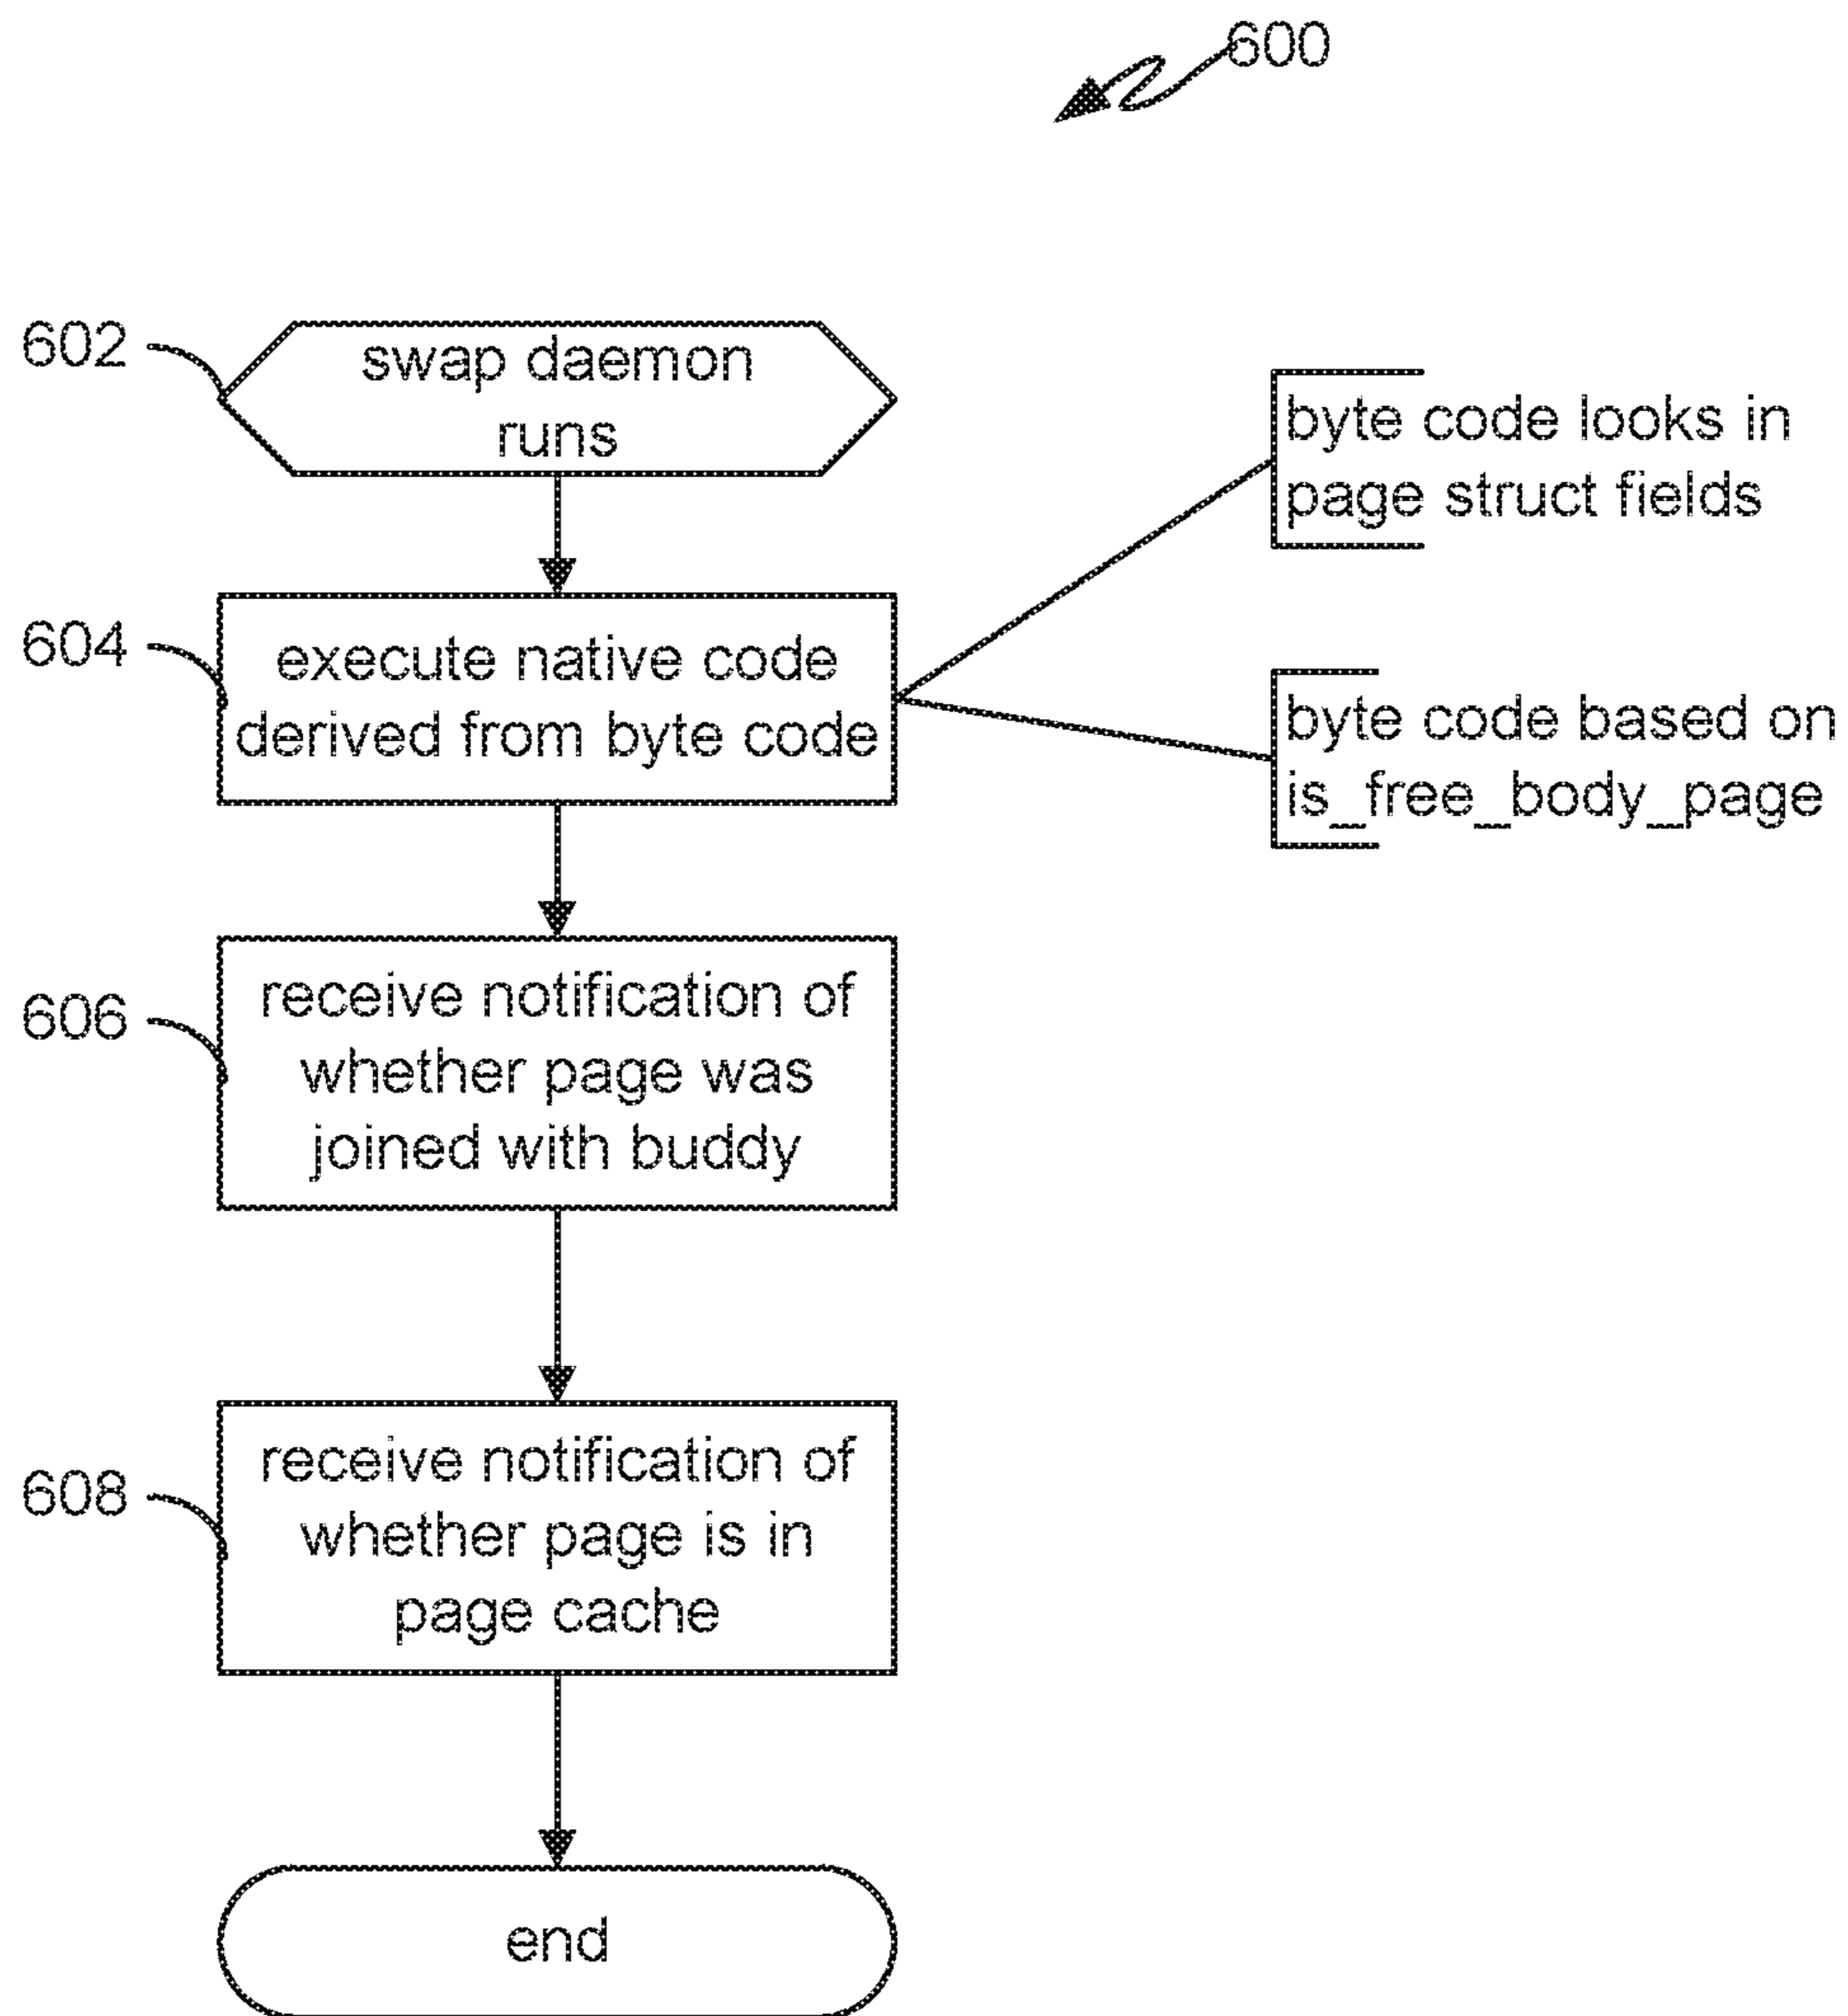 600
602
swap daemon
runs
byte code looks in
page struct fields
604
execute native code
derived from byte code
byte code based on
is_free_body_page
606
receive notification of
whether page was
joined with buddy
608
receive notification of
whether page is in
page cache
end